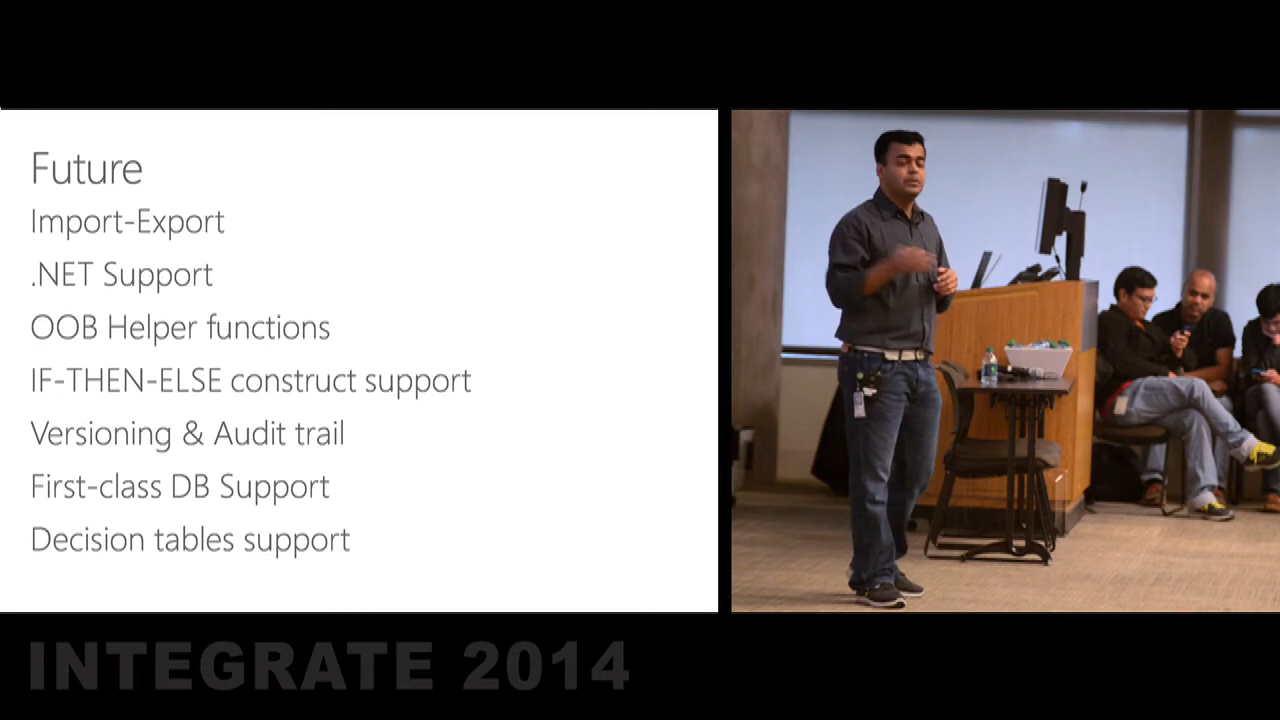 Future
Import-Export
.NET Support
OOB Helper functions
IF-THEN-ELSE construct support
Versioning & Audit trail
First-class DB Support
Decision tables support
INTEGRATE 2014